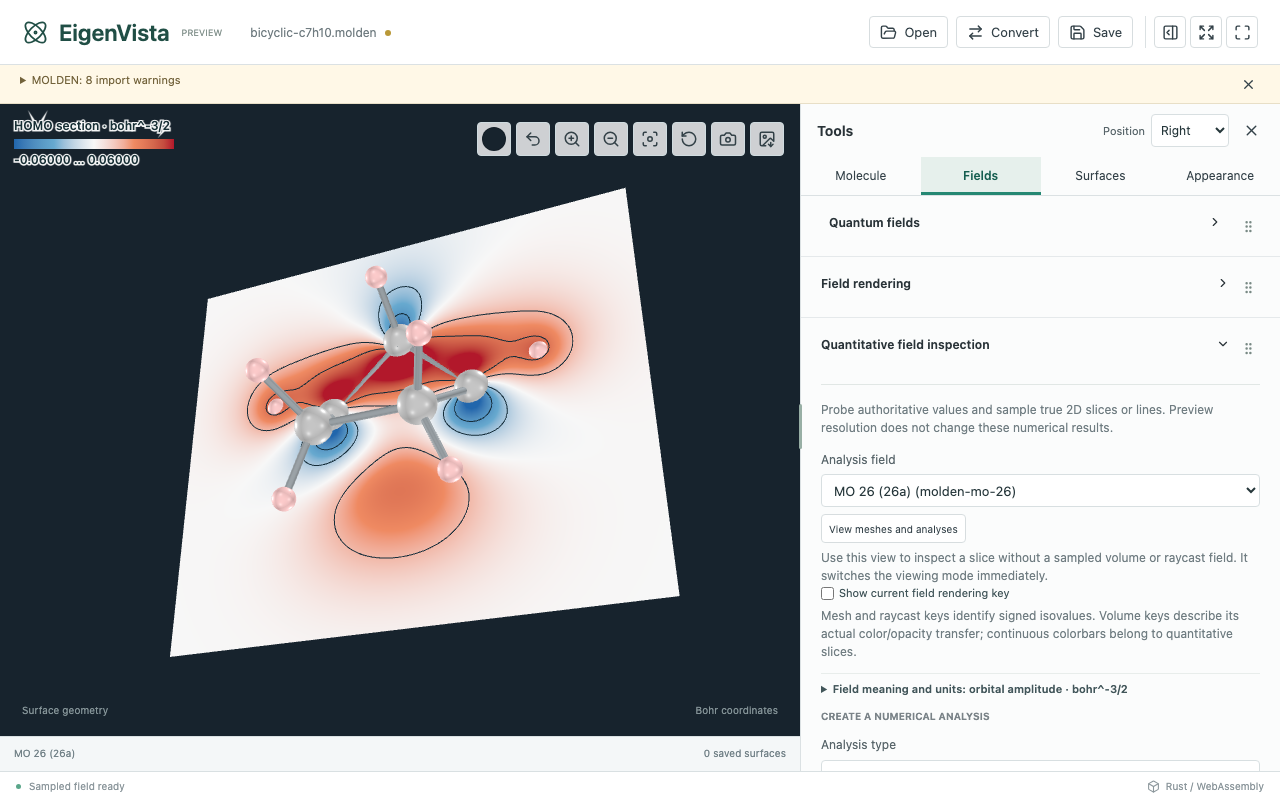 EigenVista PREVIEW bicyclic-c7h10.molden Open Convert Save
MOLDEN: 8 import warnings
HOMO section · bohr^-3/2
-0.06000 ... 0.06000
Surface geometry
Bohr coordinates
MO 26 (26a)
0 saved surfaces
Tools
Position Right
Molecule Fields Surfaces Appearance
Quantum fields
Field rendering
Quantitative field inspection
Probe authoritative values and sample true 2D slices or lines. Preview
resolution does not change these numerical results.
Analysis field
MO 26 (26a) (molden-mo-26)
View meshes and analyses
Use this view to inspect a slice without a sampled volume or raycast field. It
switches the viewing mode immediately.
Show current field rendering key
Mesh and raycast keys identify signed isovalues. Volume keys describe its
actual color/opacity transfer; continuous colorbars belong to quantitative
slices.
Field meaning and units: orbital amplitude · bohr^-3/2
CREATE A NUMERICAL ANALYSIS
Analysis type
Sampled field ready
Rust / WebAssembly